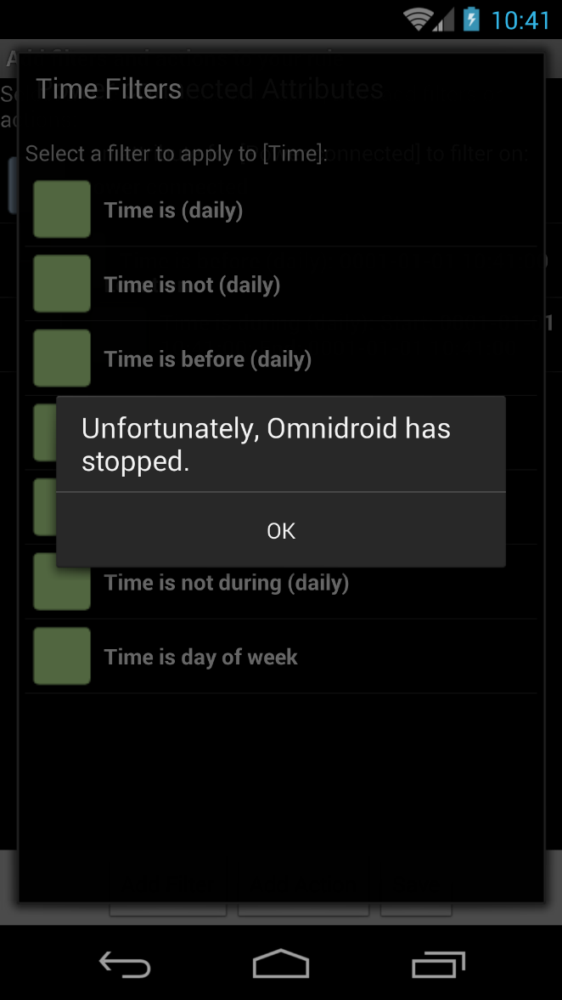 10:41
Time Filters
Select a filter to apply to [Time]:
Time is (daily)
Time is not (daily)
Time is before (daily)
Unfortunately, Omnidroid has
stopped.
OK
Time is not during (daily)
Time is day of week